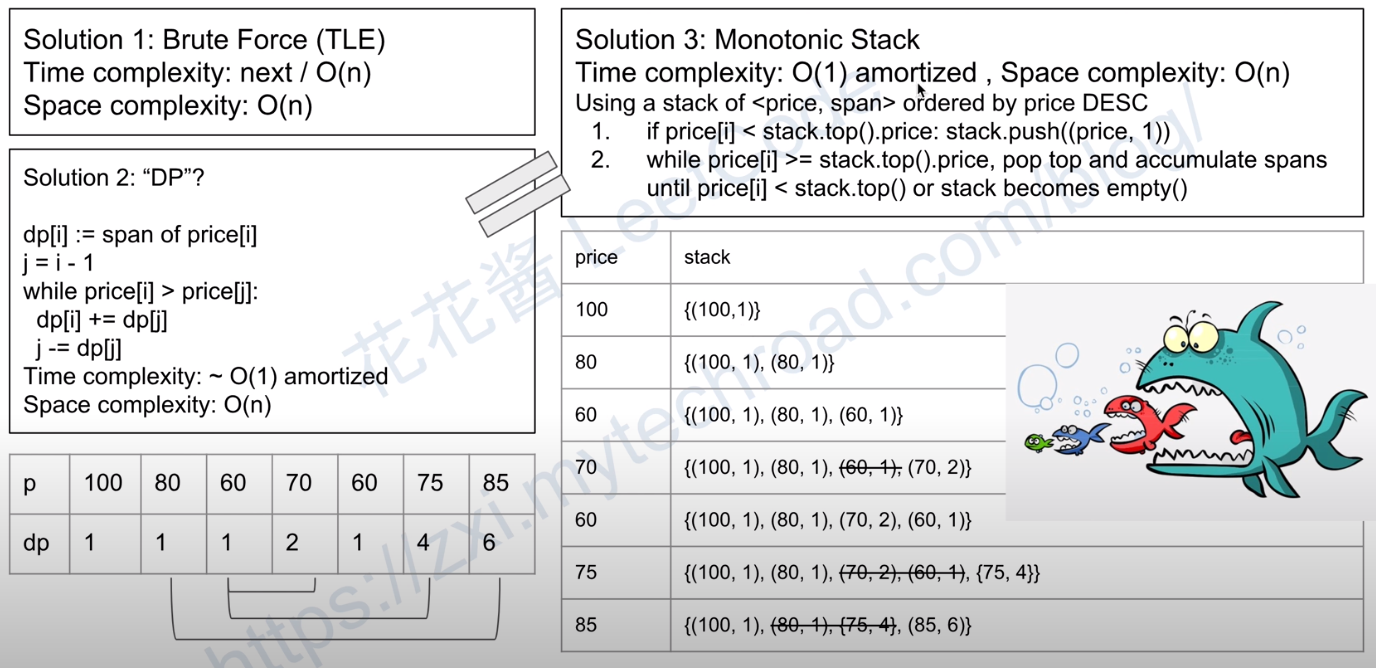 Solution 1: Brute Force (TLE)
Time complexity: next / O(n)
Space complexity: O(n)
Solution 2: “DP”?
dp[i] := span of price[i]
j = i - 1
while price[i] > price[j]:
dp[i] += dp[j]
j -= dp[j]
Time complexity: ~ O(1) amortized
Space complexity: O(n)
p 100 80 60 70 60 75 85
dp 1 1 1 2 1 4 6
Solution 3: Monotonic Stack
Time complexity: O(1) amortized , Space complexity: O(n)
Using a stack of <price, span> ordered by price DESC
1. if price[i] < stack.top().price: stack.push((price, 1))
2. while price[i] >= stack.top().price, pop top and accumulate spans
until price[i] < stack.top() or stack becomes empty()
price stack
100 {(100,1)}
80 {(100, 1), (80, 1)}
60 {(100, 1), (80, 1), (60, 1)}
70 {(100, 1), (80, 1), (60, 1), (70, 2)}
60 {(100, 1), (80, 1), (70, 2), (60, 1)}
75 {(100, 1), (80, 1), (70, 2), (60, 1), {75, 4}}
85 {(100, 1), (80, 1), {75, 4}, (85, 6)}
花花酱 LeetCode
https://zxi.mytechroad.com/blog/